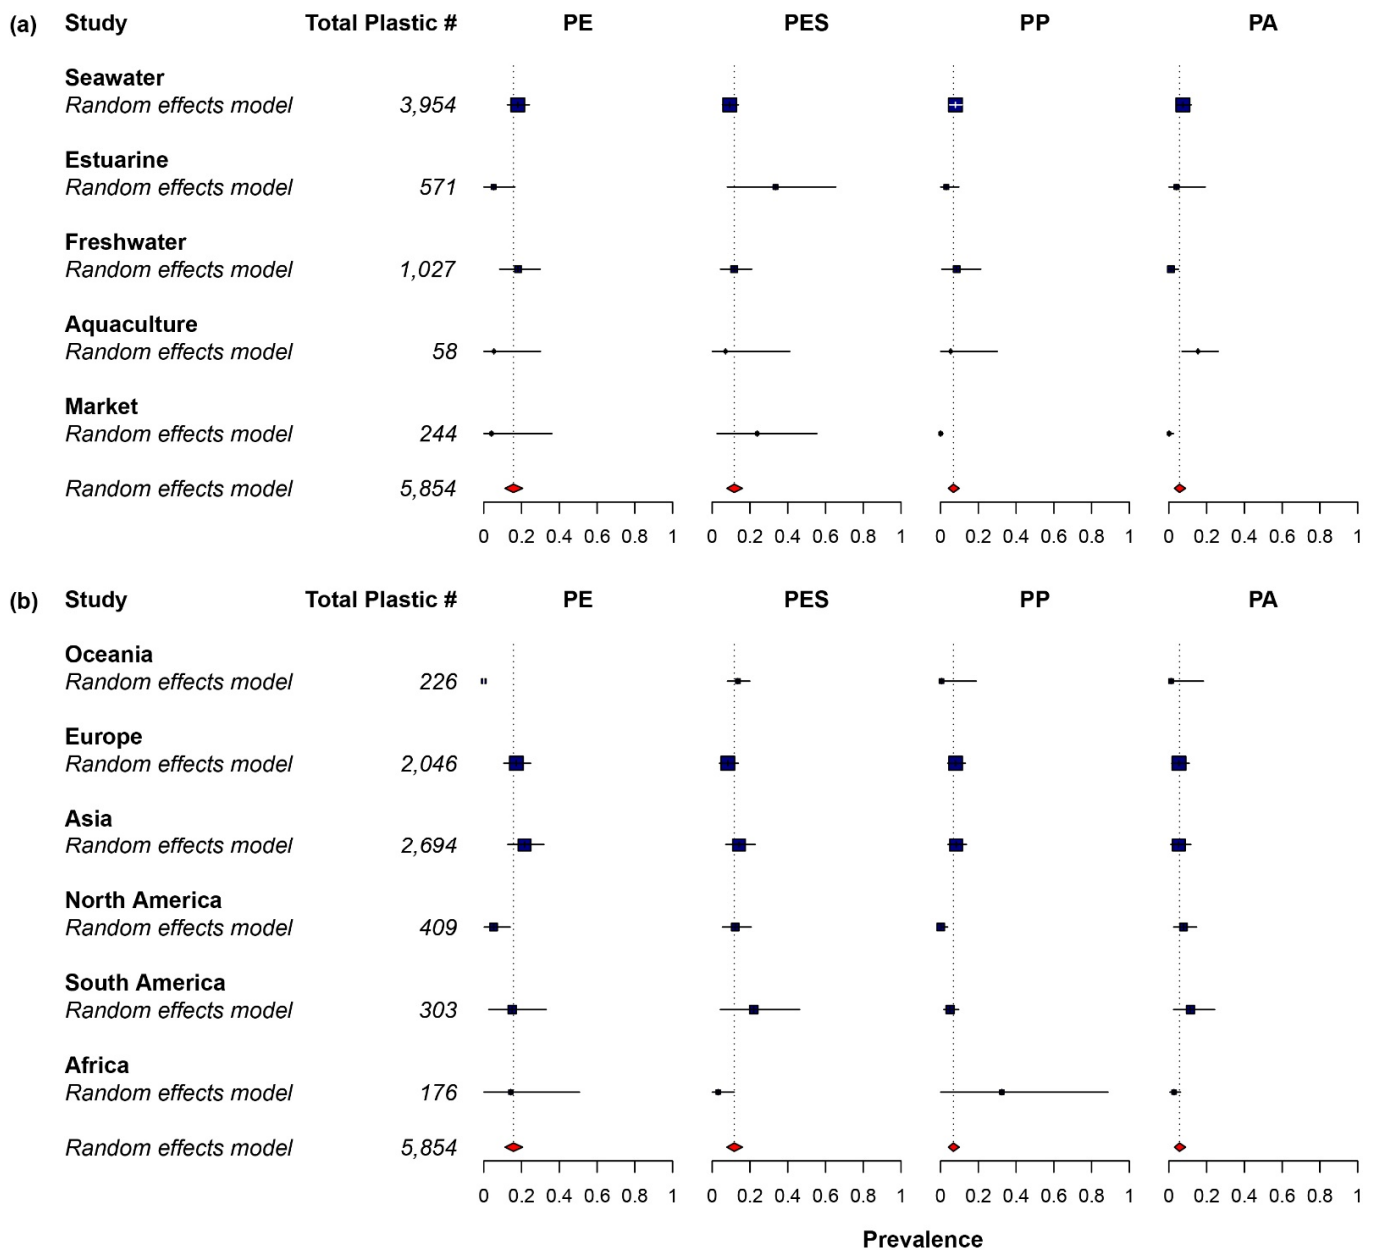 (a) Study Total Plastic # PE PES PP PA
Seawater
Random effects model 3,954
Estuarine
Random effects model 571
Freshwater
Random effects model 1,027
Aquaculture
Random effects model 58
Market
Random effects model 244
Random effects model 5,854
0 0.2 0.4 0.6 0.8 1 0 0.2 0.4 0.6 0.8 1 0 0.2 0.4 0.6 0.8 1 0 0.2 0.4 0.6 0.8 1
(b) Study Total Plastic # PE PES PP PA
Oceania
Random effects model 226
Europe
Random effects model 2,046
Asia
Random effects model 2,694
North America
Random effects model 409
South America
Random effects model 303
Africa
Random effects model 176
Random effects model 5,854
0 0.2 0.4 0.6 0.8 1 0 0.2 0.4 0.6 0.8 1 0 0.2 0.4 0.6 0.8 1 0 0.2 0.4 0.6 0.8 1
Prevalence